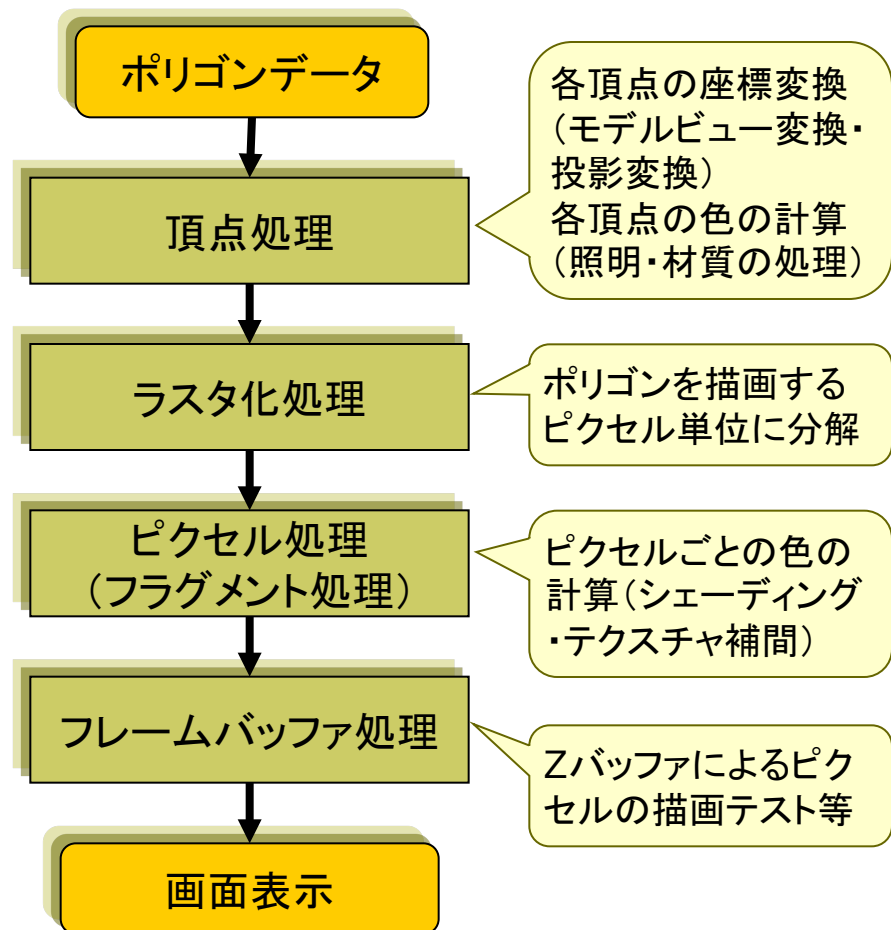 ポリゴンデータ
各頂点の座標変換
（モデルビュー変換・
投影変換）
各頂点の色の計算
（照明・材質の処理）
頂点処理
ラスタ化処理
ポリゴンを描画する
ピクセル単位に分解
ピクセル処理
（フラグメント処理）
ピクセルごとの色の
計算（シェーディング
・テクスチャ補間）
フレームバッファ処理
Zバッファによるピク
セルの描画テスト等
画面表示